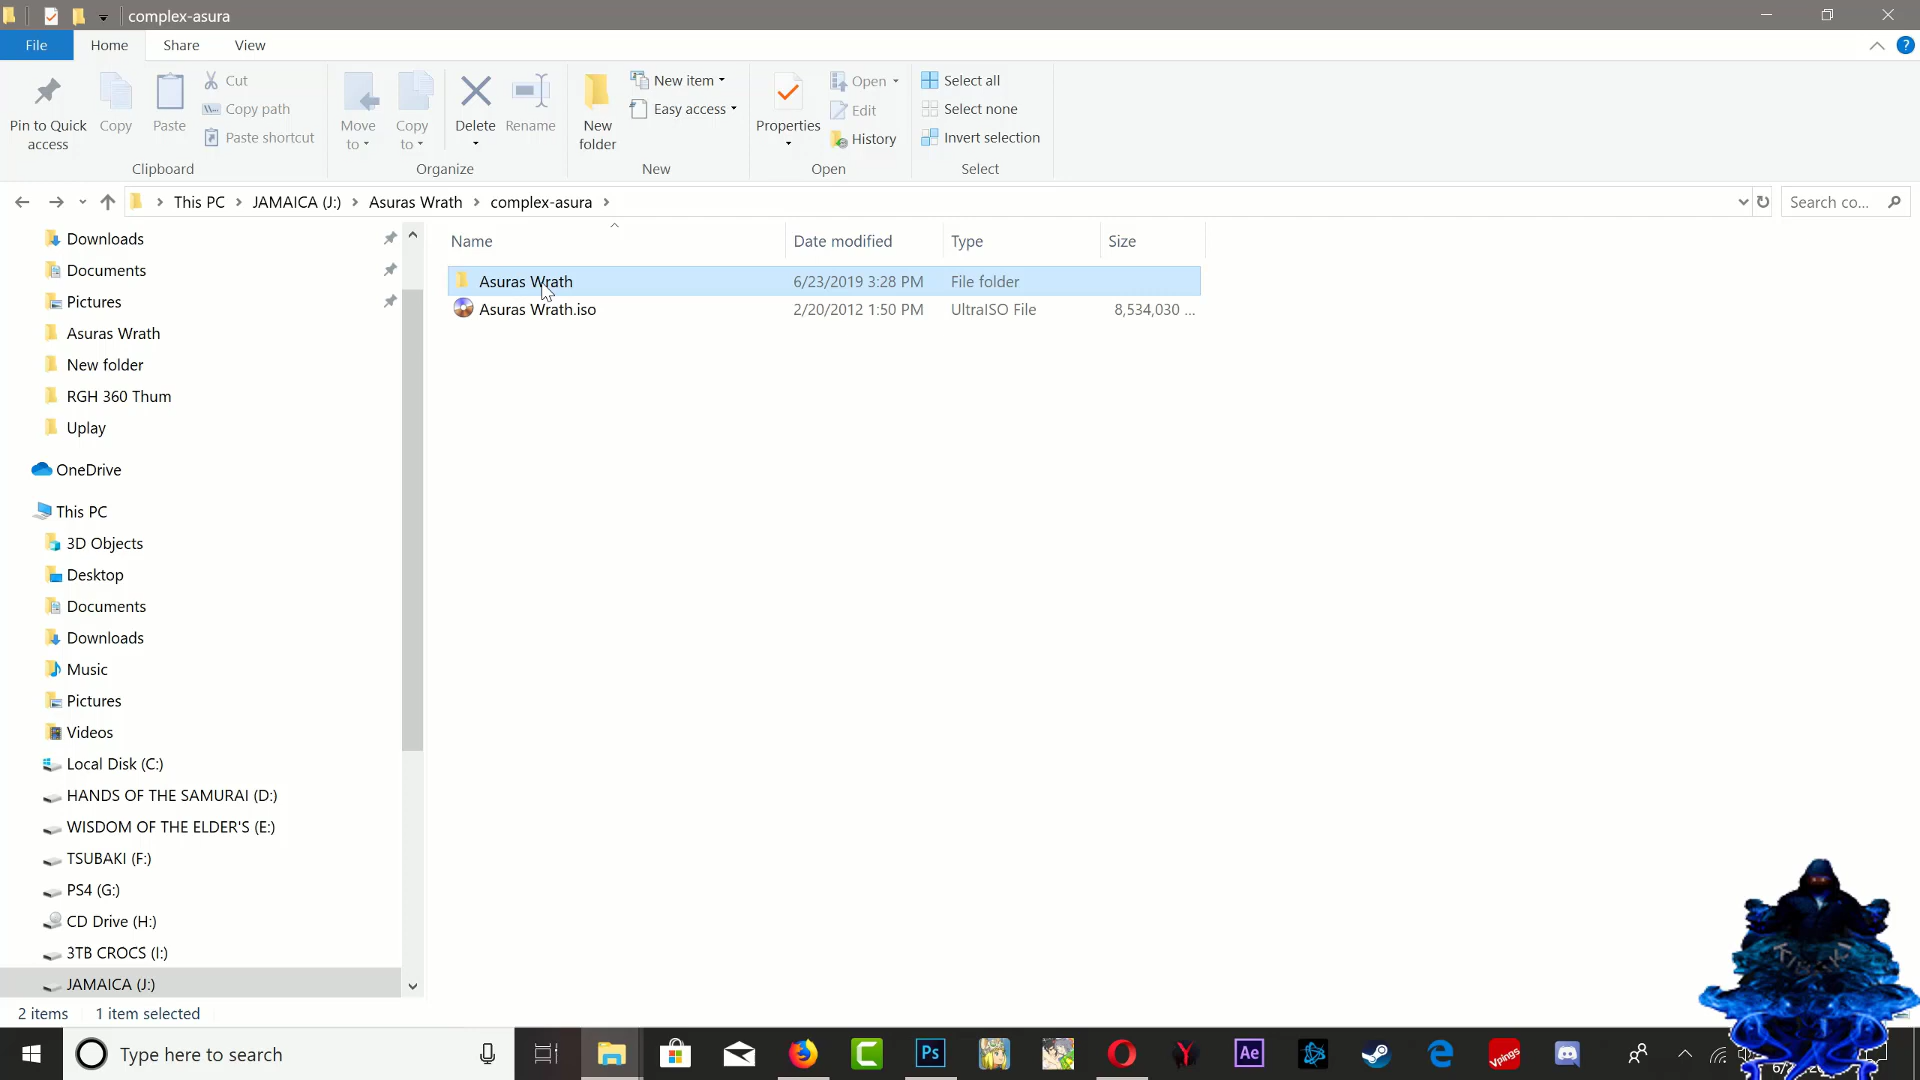 complex-asura
File
Home
Share
View
Pin to Quick access
Copy
Paste
Cut
Copy path
Paste shortcut
Clipboard
Move to
Copy to
Delete
Rename
Organize
New folder
New item
Easy access
New
Properties
Open
Edit
History
Open
Select all
Select none
Invert selection
Select
This PC
JAMAICA (J:)
Asuras Wrath
complex-asura
Search co...
Name
Date modified
Type
Size
Asuras Wrath
6/23/2019 3:28 PM
File folder
Asuras Wrath.iso
2/20/2012 1:50 PM
UltraISO File
8,534,030 ...
Downloads
Documents
Pictures
Asuras Wrath
New folder
RGH 360 Thum
Uplay
OneDrive
This PC
3D Objects
Desktop
Documents
Downloads
Music
Pictures
Videos
Local Disk (C:)
HANDS OF THE SAMURAI (D:)
WISDOM OF THE ELDER'S (E:)
TSUBAKI (F:)
PS4 (G:)
CD Drive (H:)
3TB CROCS (I:)
JAMAICA (J:)
2 items
1 item selected
Type here to search
Ps
Ae
Vpings